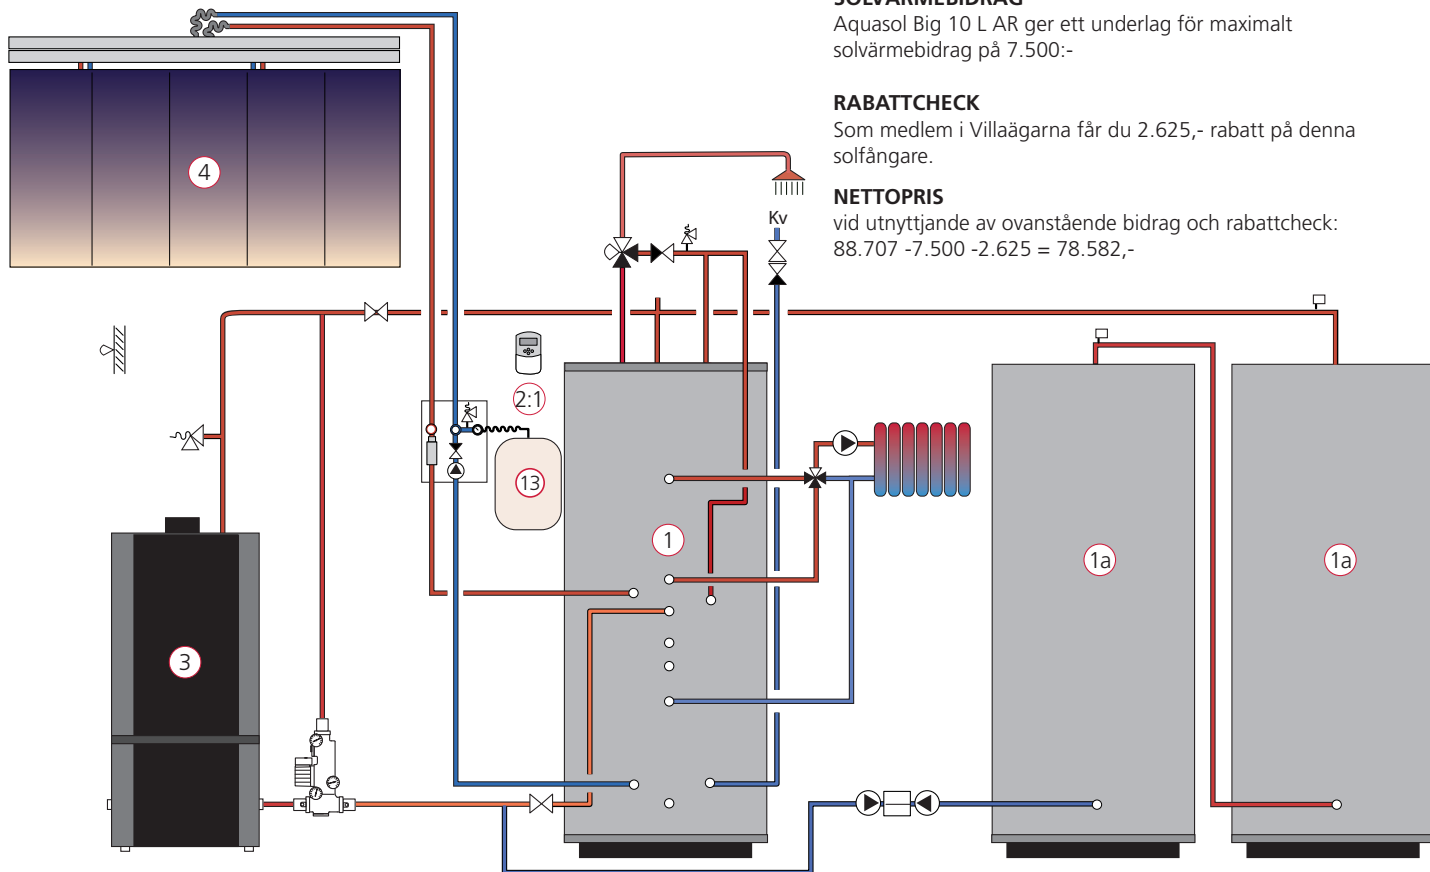 SOLVÄRMEBIDRAG
Aquasol Big 10 L AR ger ett underlag för maximalt
solvärmebidrag på 7.500:-
RABATTCHECK
Som medlem i Villaägarna får du 2.625,- rabatt på denna
solfångare.
NETTOPRIS
vid utnyttjande av ovanstående bidrag och rabattcheck:
88.707 -7.500 -2.625 = 78.582,-
4
Kv
2:1
13
1
1a
1a
3